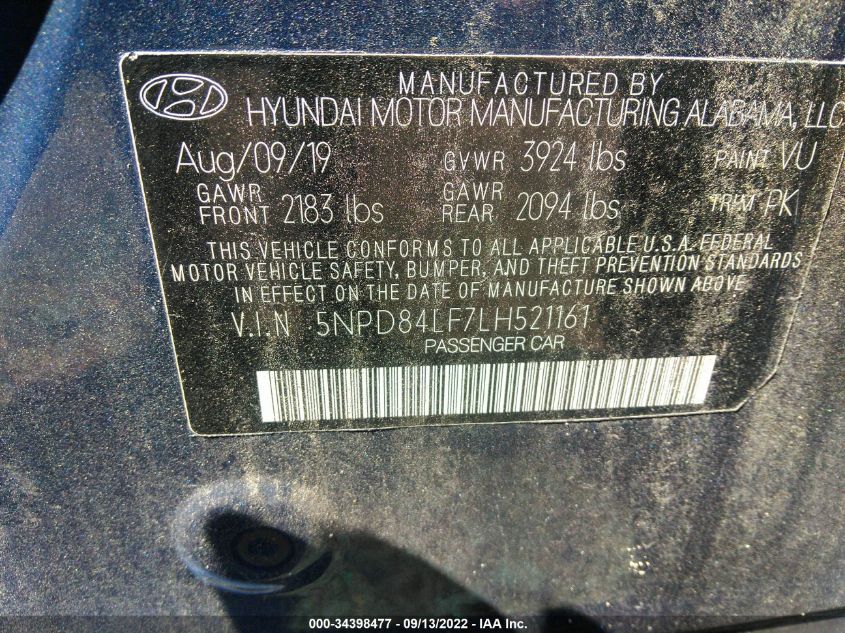 MANUFACTURED BY
HYUNDAI MOTOR MANUFACTURING ALABAMA, LLC
Aug/09/19 GVWR 3924 lbs PAINT VU
GAWR FRONT 2183 lbs GAWR REAR 2094 lbs TRIM PK
THIS VEHICLE CONFORMS TO ALL APPLICABLE U.S.A. FEDERAL
MOTOR VEHICLE SAFETY, BUMPER, AND THEFT PREVENTION STANDARDS
IN EFFECT ON THE DATE OF MANUFACTURE SHOWN ABOVE
V.I.N 5NPD84LF7LH521161
PASSENGER CAR
000-34398477 - 09/13/2022 - IAA Inc.